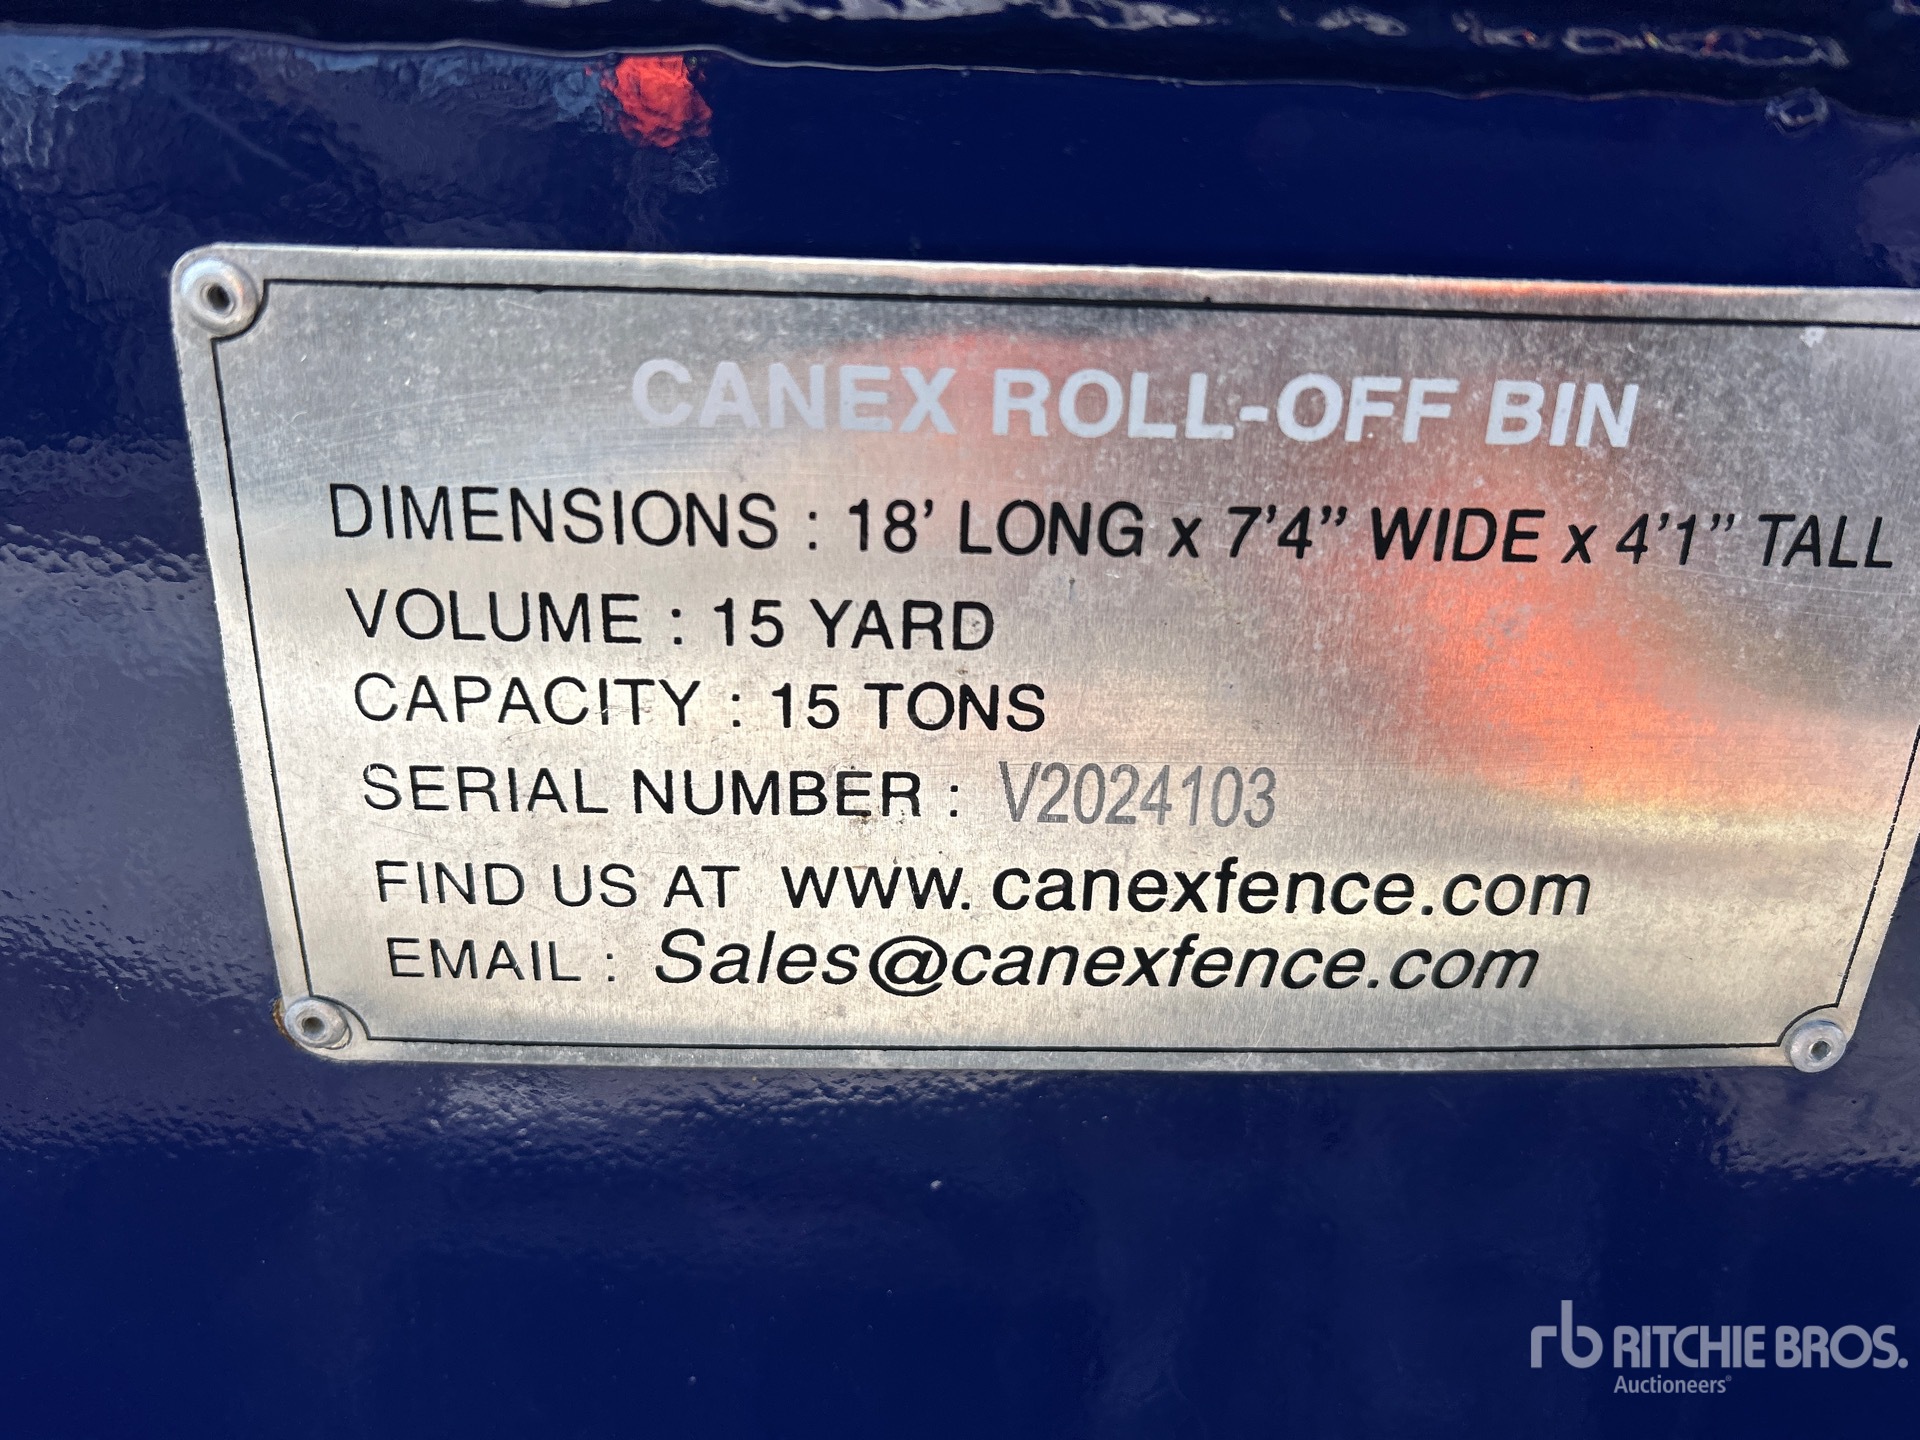 CANEX ROLL-OFF BIN
DIMENSIONS : 18' LONG x 7'4" WIDE x 4'1" TALL
VOLUME : 15 YARD
CAPACITY : 15 TONS
SERIAL NUMBER : V2024103
FIND US AT www.canexfence.com
EMAIL : Sales@canexfence.com
rb RITCHIE BROS.
Auctioneers®